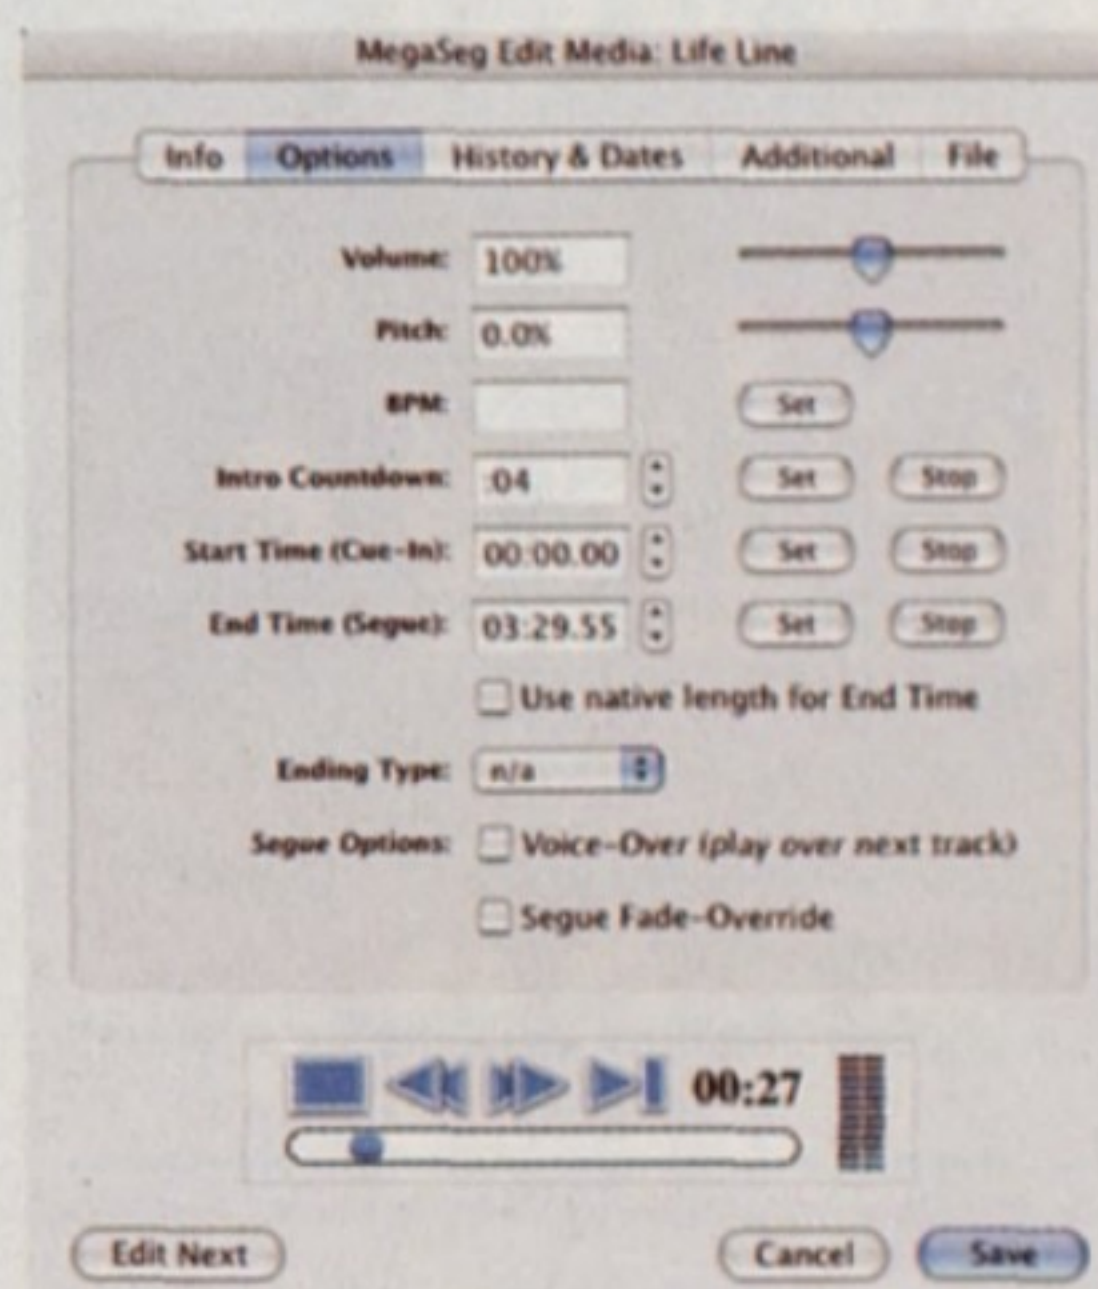 MegaSeg Edit Media: Life Line
Info Options History & Dates Additional File
Volume: 100%
Pitch: 0.0%
BPM: Set
Intro Countdown: :04 Set Stop
Start Time (Cue-In): 00:00.00 Set Stop
End Time (Segue): 03:29.55 Set Stop
Use native length for End Time
Ending Type: n/a
Segue Options: Voice-Over (play over next track)
Segue Fade-Override
00:27
Edit Next Cancel Save